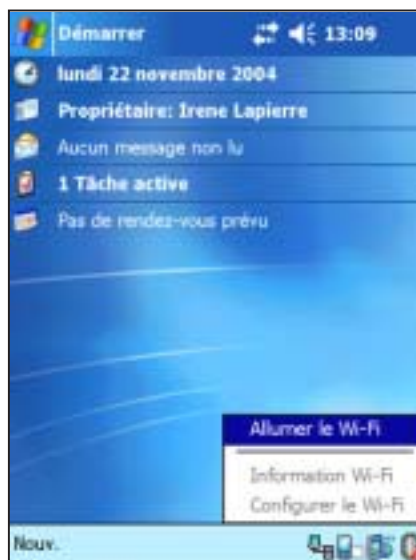 Démarrer 13:09
lundi 22 novembre 2004
Propriétaire: Irene Lapierre
Aucun message non lu
1 Tâche active
Pas de rendez-vous prévu
Allumer le Wi-Fi
Information Wi-Fi
Configurer le Wi-Fi
Nouv.